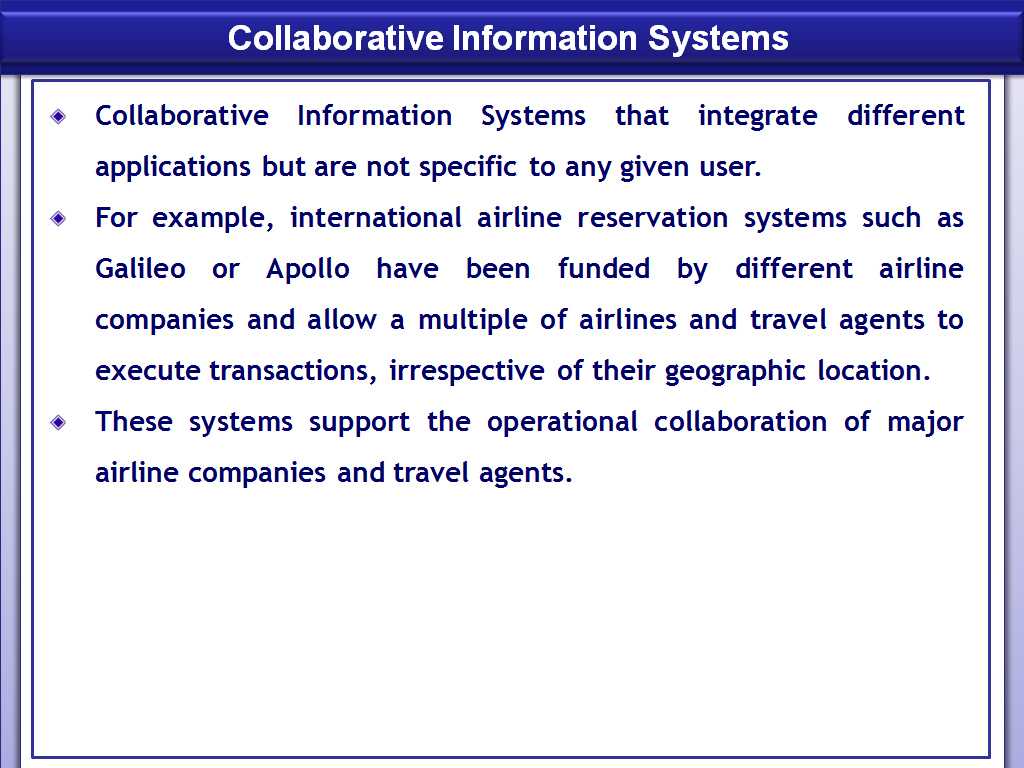 Collaborative Information Systems
Collaborative Information Systems that integrate different
applications but are not specific to any given user.
For example, international airline reservation systems such as
Galileo or Apollo have been funded by different airline
companies and allow a multiple of airlines and travel agents to
execute transactions, irrespective of their geographic location.
These systems support the operational collaboration of major
airline companies and travel agents.